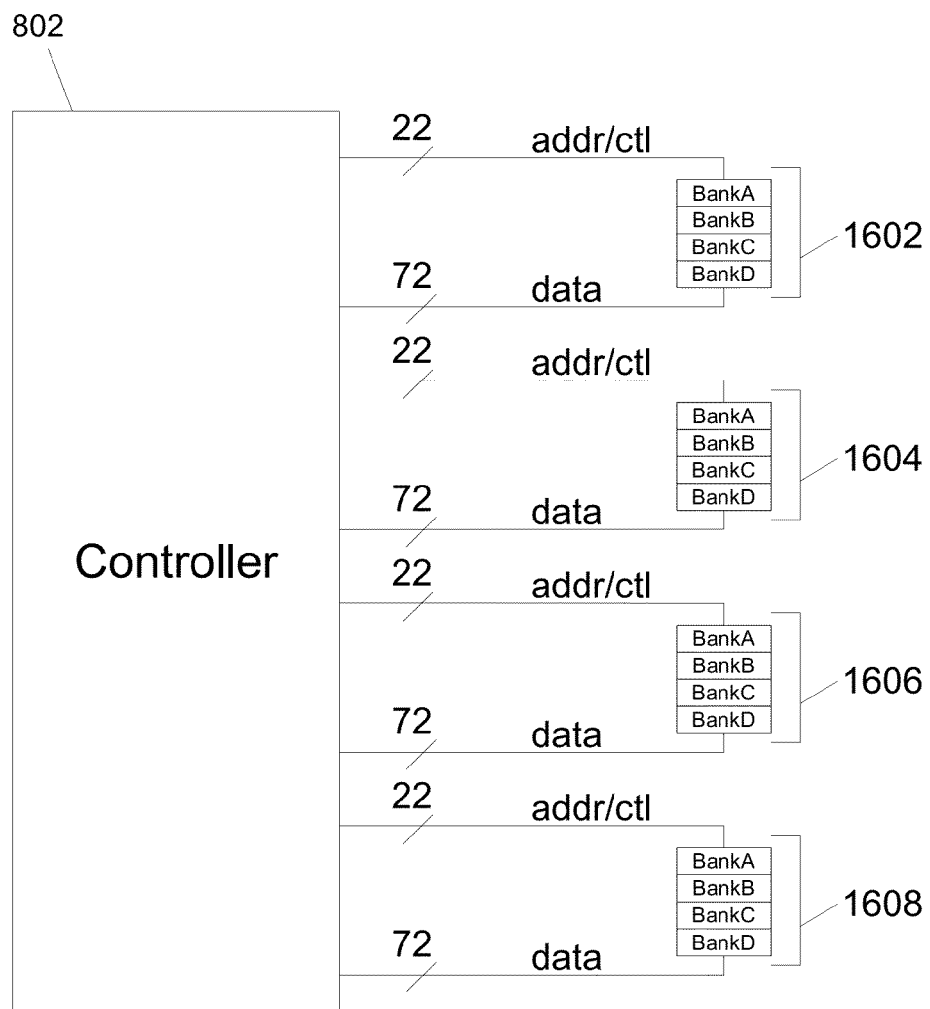 802
22 addr/ctl
BankA
BankB
BankC
BankD
1602
72 data
22 addr/ctl
BankA
BankB
BankC
BankD
1604
72 data
Controller
22 addr/ctl
BankA
BankB
BankC
BankD
1606
72 data
22 addr/ctl
BankA
BankB
BankC
BankD
1608
72 data